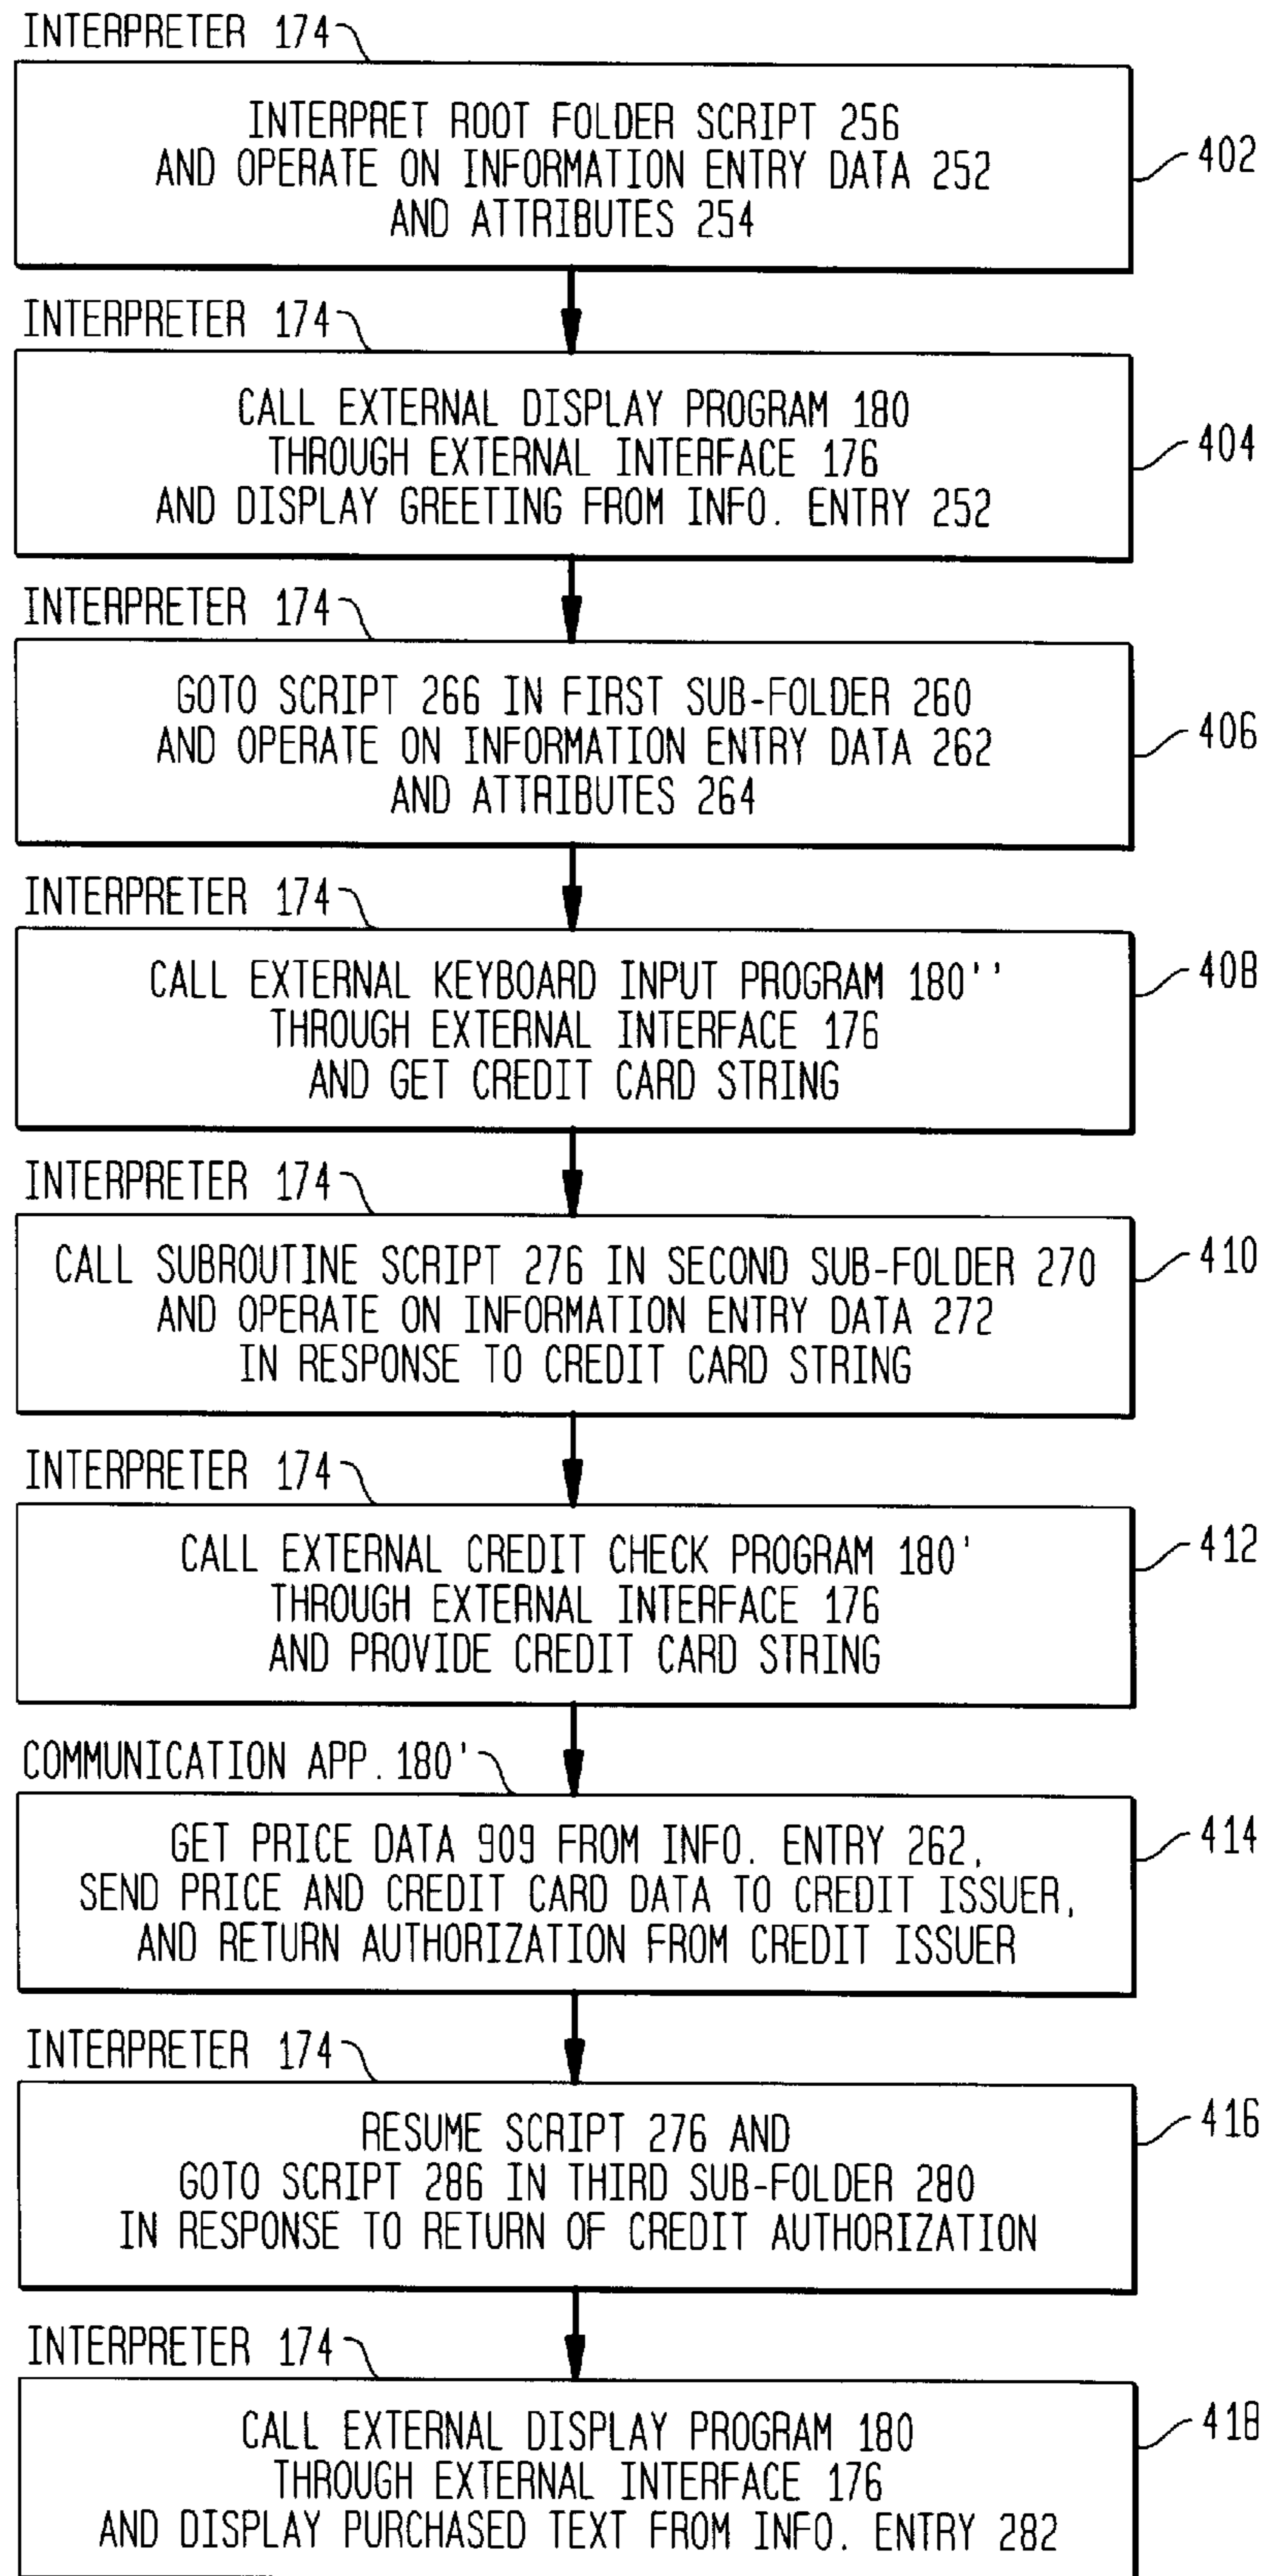 INTERPRETER 174
INTERPRET ROOT FOLDER SCRIPT 256
AND OPERATE ON INFORMATION ENTRY DATA 252
AND ATTRIBUTES 254
402
INTERPRETER 174
CALL EXTERNAL DISPLAY PROGRAM 180
THROUGH EXTERNAL INTERFACE 176
AND DISPLAY GREETING FROM INFO. ENTRY 252
404
INTERPRETER 174
GOTO SCRIPT 266 IN FIRST SUB-FOLDER 260
AND OPERATE ON INFORMATION ENTRY DATA 262
AND ATTRIBUTES 264
406
INTERPRETER 174
CALL EXTERNAL KEYBOARD INPUT PROGRAM 180''
THROUGH EXTERNAL INTERFACE 176
AND GET CREDIT CARD STRING
408
INTERPRETER 174
CALL SUBROUTINE SCRIPT 276 IN SECOND SUB-FOLDER 270
AND OPERATE ON INFORMATION ENTRY DATA 272
IN RESPONSE TO CREDIT CARD STRING
410
INTERPRETER 174
CALL EXTERNAL CREDIT CHECK PROGRAM 180'
THROUGH EXTERNAL INTERFACE 176
AND PROVIDE CREDIT CARD STRING
412
COMMUNICATION APP. 180'
GET PRICE DATA 909 FROM INFO. ENTRY 262,
SEND PRICE AND CREDIT CARD DATA TO CREDIT ISSUER,
AND RETURN AUTHORIZATION FROM CREDIT ISSUER
414
INTERPRETER 174
RESUME SCRIPT 276 AND
GOTO SCRIPT 286 IN THIRD SUB-FOLDER 280
IN RESPONSE TO RETURN OF CREDIT AUTHORIZATION
416
INTERPRETER 174
CALL EXTERNAL DISPLAY PROGRAM 180
THROUGH EXTERNAL INTERFACE 176
AND DISPLAY PURCHASED TEXT FROM INFO. ENTRY 282
418